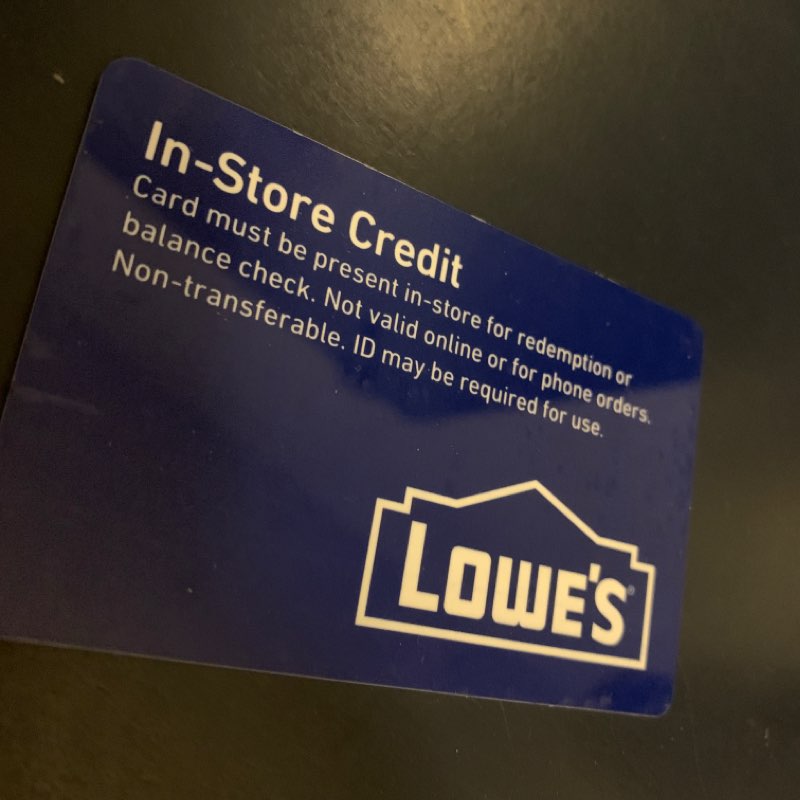 In-Store Credit
Card must be present in-store for redemption or
balance check. Not valid online or for phone orders.
Non-transferable. ID may be required for use.
LOWE'S®